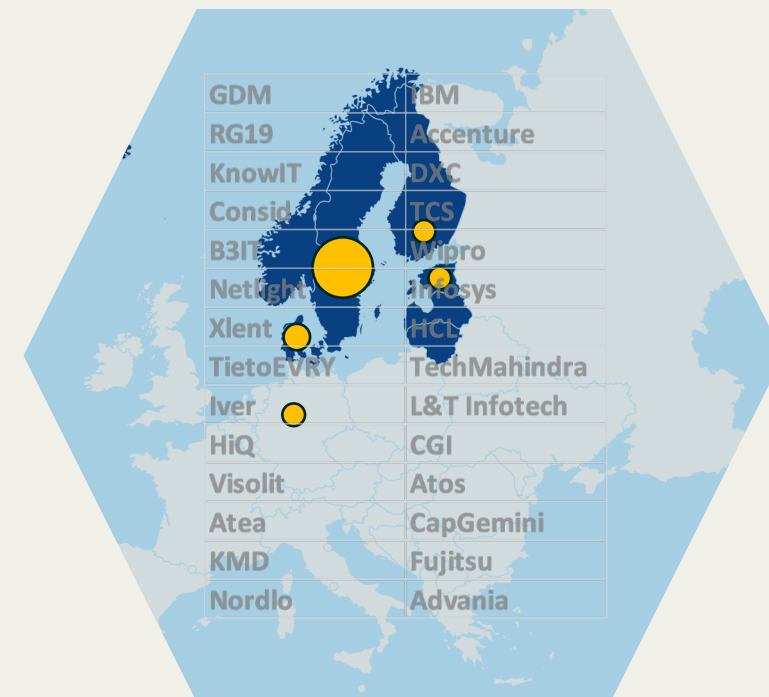 GDM IBM
RG19 Accenture
KnowIT DXC
Consid TCS
B3IT Wipro
Netlight Infosys
Xlent HCL
TietoEVRY TechMahindra
Iver L&T Infotech
HiQ CGI
Visolit Atos
Atea CapGemini
KMD Fujitsu
Nordlo Advania